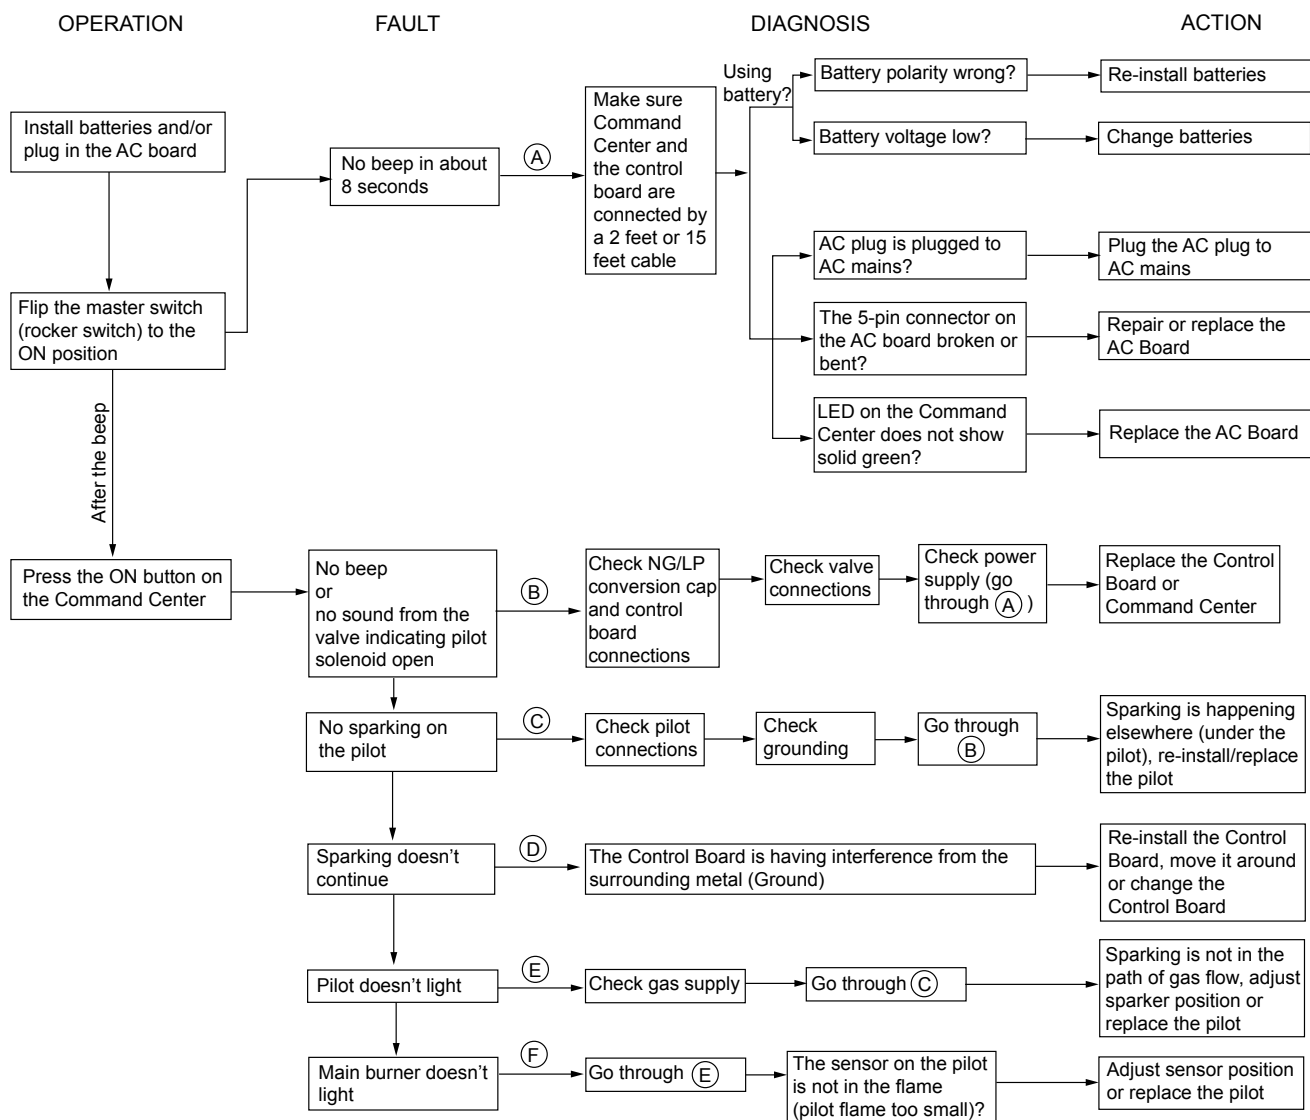 OPERATION
FAULT
DIAGNOSIS
ACTION
Install batteries and/or
plug in the AC board
Flip the master switch
(rocker switch) to the
ON position
After the beep
Press the ON button on
the Command Center
No beep in about
8 seconds
A
Make sure
Command
Center and
the control
board are
connected by
a 2 feet or 15
feet cable
Using
battery?
Battery polarity wrong?
Re-install batteries
Battery voltage low?
Change batteries
AC plug is plugged to
AC mains?
Plug the AC plug to
AC mains
The 5-pin connector on
the AC board broken or
bent?
Repair or replace the
AC Board
LED on the Command
Center does not show
solid green?
Replace the AC Board
No beep
or
no sound from the
valve indicating pilot
solenoid open
B
Check NG/LP
conversion cap
and control
board
connections
Check valve
connections
Check power
supply (go
through A )
Replace the Control
Board or
Command Center
No sparking on
the pilot
C
Check pilot
connections
Check
grounding
Go through
B
Sparking is happening
elsewhere (under the
pilot), re-install/replace
the pilot
Sparking doesn't
continue
D
The Control Board is having interference from the
surrounding metal (Ground)
Re-install the Control
Board, move it around
or change the
Control Board
Pilot doesn't light
E
Check gas supply
Go through C
Sparking is not in the
path of gas flow, adjust
sparker position or
replace the pilot
Main burner doesn't
light
F
Go through E
The sensor on the pilot
is not in the flame
(pilot flame too small)?
Adjust sensor position
or replace the pilot